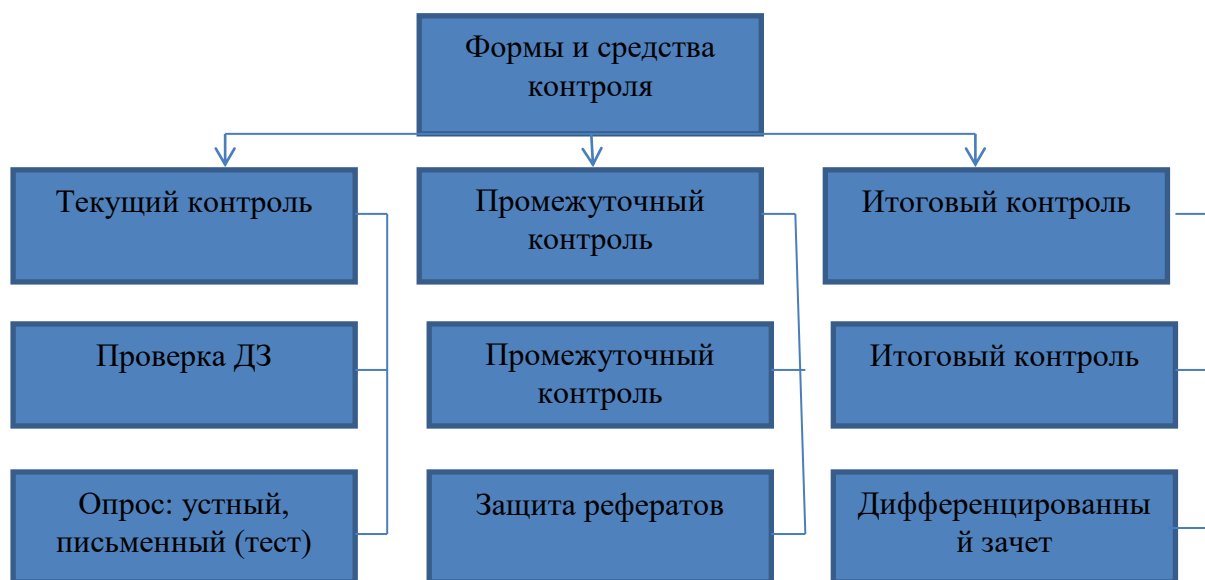 Формы и средства
контроля
Текущий контроль
Промежуточный
контроль
Итоговый контроль
Проверка ДЗ
Промежуточный
контроль
Итоговый контроль
Опрос: устный,
письменный (тест)
Защита рефератов
Дифференцированны
й зачет